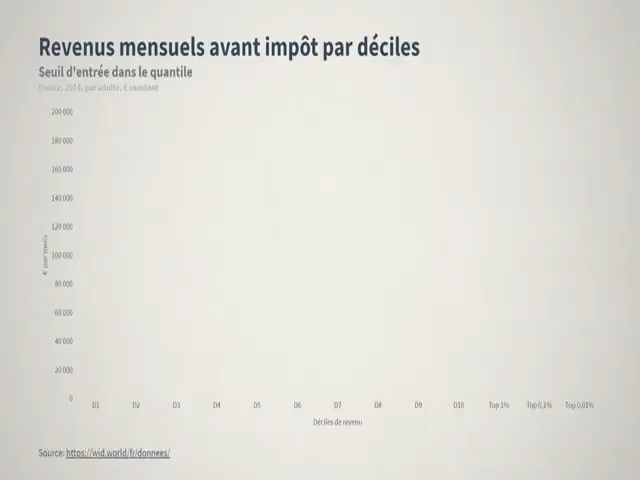 Revenus mensuels avant impôt par déciles
Seuil d'entrée dans le quantile
France, 2014, par adulte, € constant
200 000
180 000
160 000
140 000
120 000
€ par mois
100 000
80 000
60 000
40 000
20 000
0
D1 D2 D3 D4 D5 D6 D7 D8 D9 D10 Top 1% Top 0,1% Top 0,01%
Déciles de revenu
Source: https://wid.world/fr/donnees/